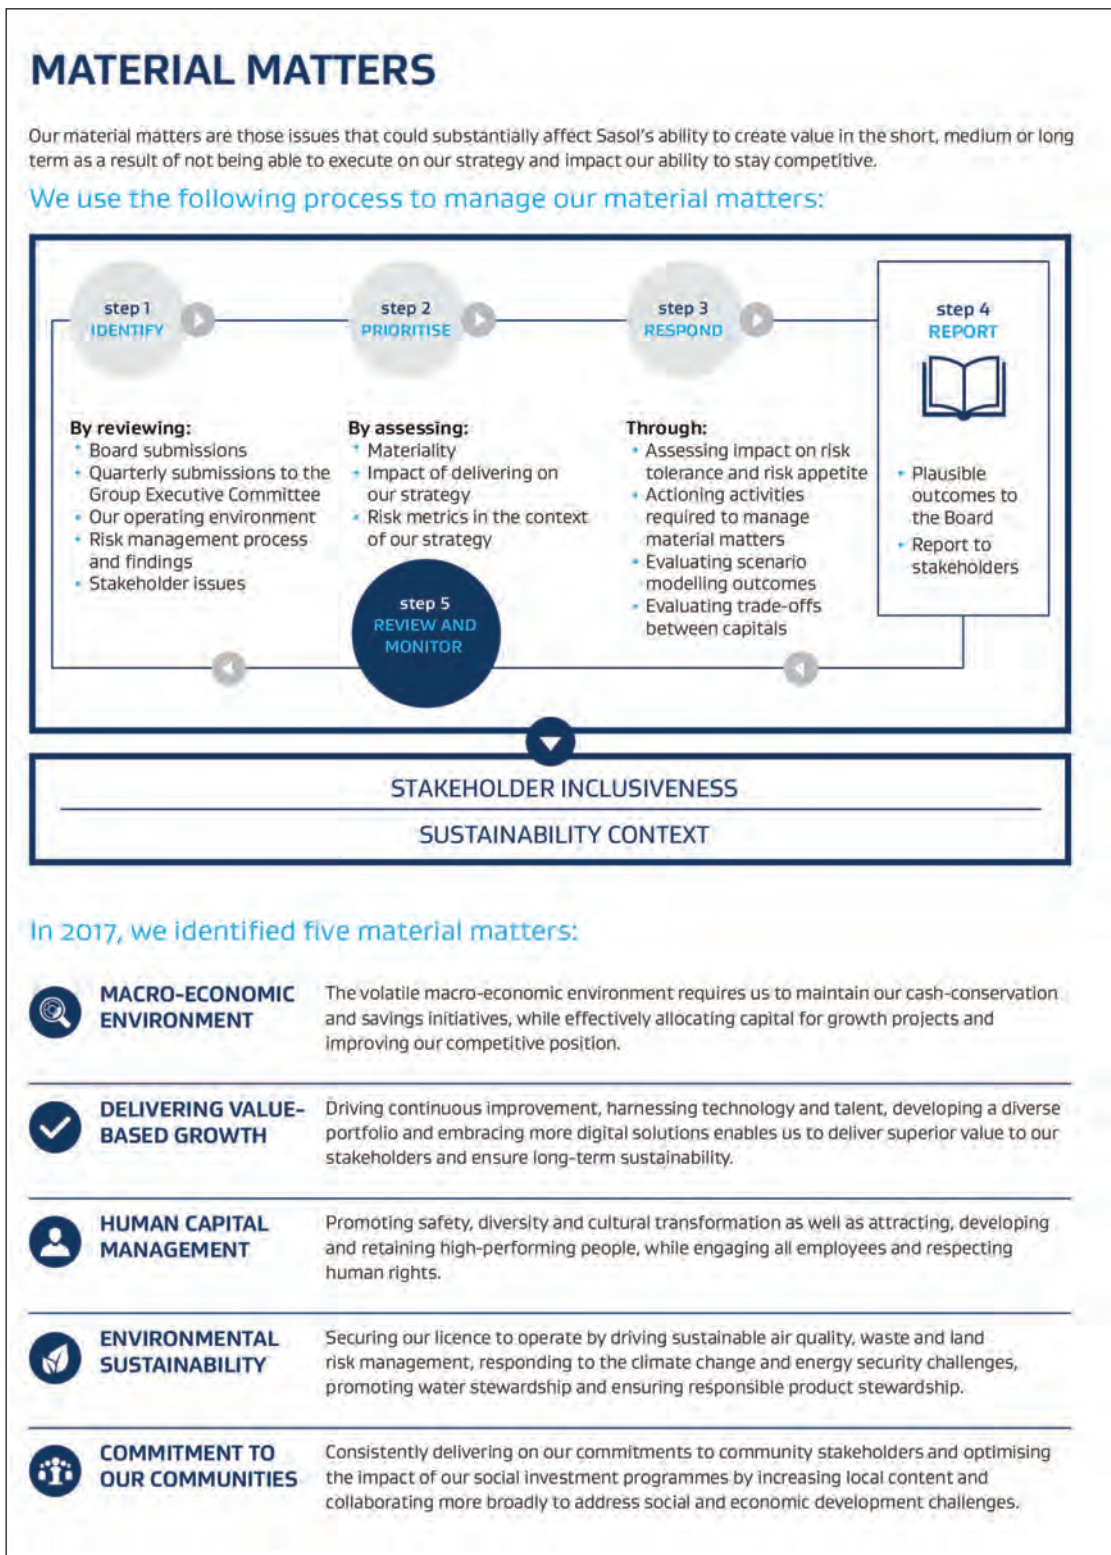 MATERIAL MATTERS
Our material matters are those issues that could substantially affect Sasol's ability to create value in the short, medium or long
term as a result of not being able to execute on our strategy and impact our ability to stay competitive.
We use the following process to manage our material matters:
step 1
IDENTIFY
By reviewing:
• Board submissions
• Quarterly submissions to the
Group Executive Committee
• Our operating environment
• Risk management process
and findings
• Stakeholder issues
step 2
PRIORITISE
By assessing:
• Materiality
• Impact of delivering on
our strategy
• Risk metrics in the context
of our strategy
step 3
RESPOND
Through:
• Assessing impact on risk
tolerance and risk appetite
• Actioning activities
required to manage
material matters
• Evaluating scenario
modelling outcomes
• Evaluating trade-offs
between capitals
step 4
REPORT
• Plausible
outcomes to
the Board
• Report to
stakeholders
step 5
REVIEW AND
MONITOR
STAKEHOLDER INCLUSIVENESS
SUSTAINABILITY CONTEXT
In 2017, we identified five material matters:
MACRO-ECONOMIC
ENVIRONMENT
The volatile macro-economic environment requires us to maintain our cash-conservation
and savings initiatives, while effectively allocating capital for growth projects and
improving our competitive position.
DELIVERING VALUE-
BASED GROWTH
Driving continuous improvement, harnessing technology and talent, developing a diverse
portfolio and embracing more digital solutions enables us to deliver superior value to our
stakeholders and ensure long-term sustainability.
HUMAN CAPITAL
MANAGEMENT
Promoting safety, diversity and cultural transformation as well as attracting, developing
and retaining high-performing people, while engaging all employees and respecting
human rights.
ENVIRONMENTAL
SUSTAINABILITY
Securing our licence to operate by driving sustainable air quality, waste and land
risk management, responding to the climate change and energy security challenges,
promoting water stewardship and ensuring responsible product stewardship.
COMMITMENT TO
OUR COMMUNITIES
Consistently delivering on our commitments to community stakeholders and optimising
the impact of our social investment programmes by increasing local content and
collaborating more broadly to address social and economic development challenges.